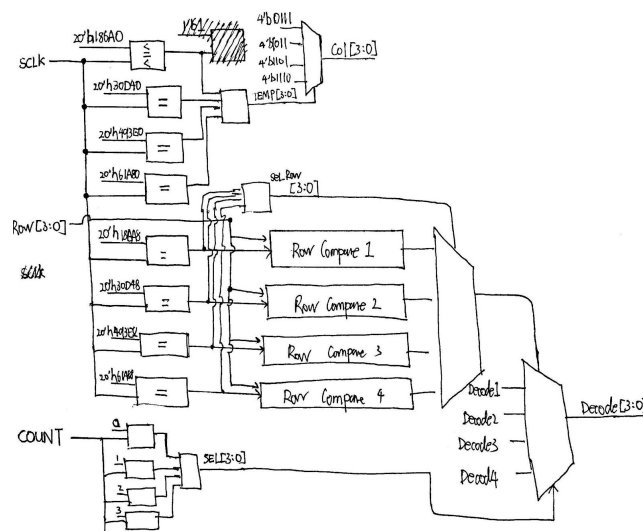 20'h186A0
4'b0111
4'b1011
4'b1101
4'b1110
Col[3:0]
SCLK
≤
20'h30D40
=
TEMP[3:0]
20'h493E0
=
20'h61A80
=
SEL_Row
[3:0]
Row[3:0]
20'h186A8
=
Row Compare 1
20'h30D48
=
Row Compare 2
=
Row Compare 3
20'h61A88
=
Row Compare 4
Decode1
Decode2
Decode3
Decod4
Decode[3:0]
COUNT
0
1
2
3
SEL[3:0]